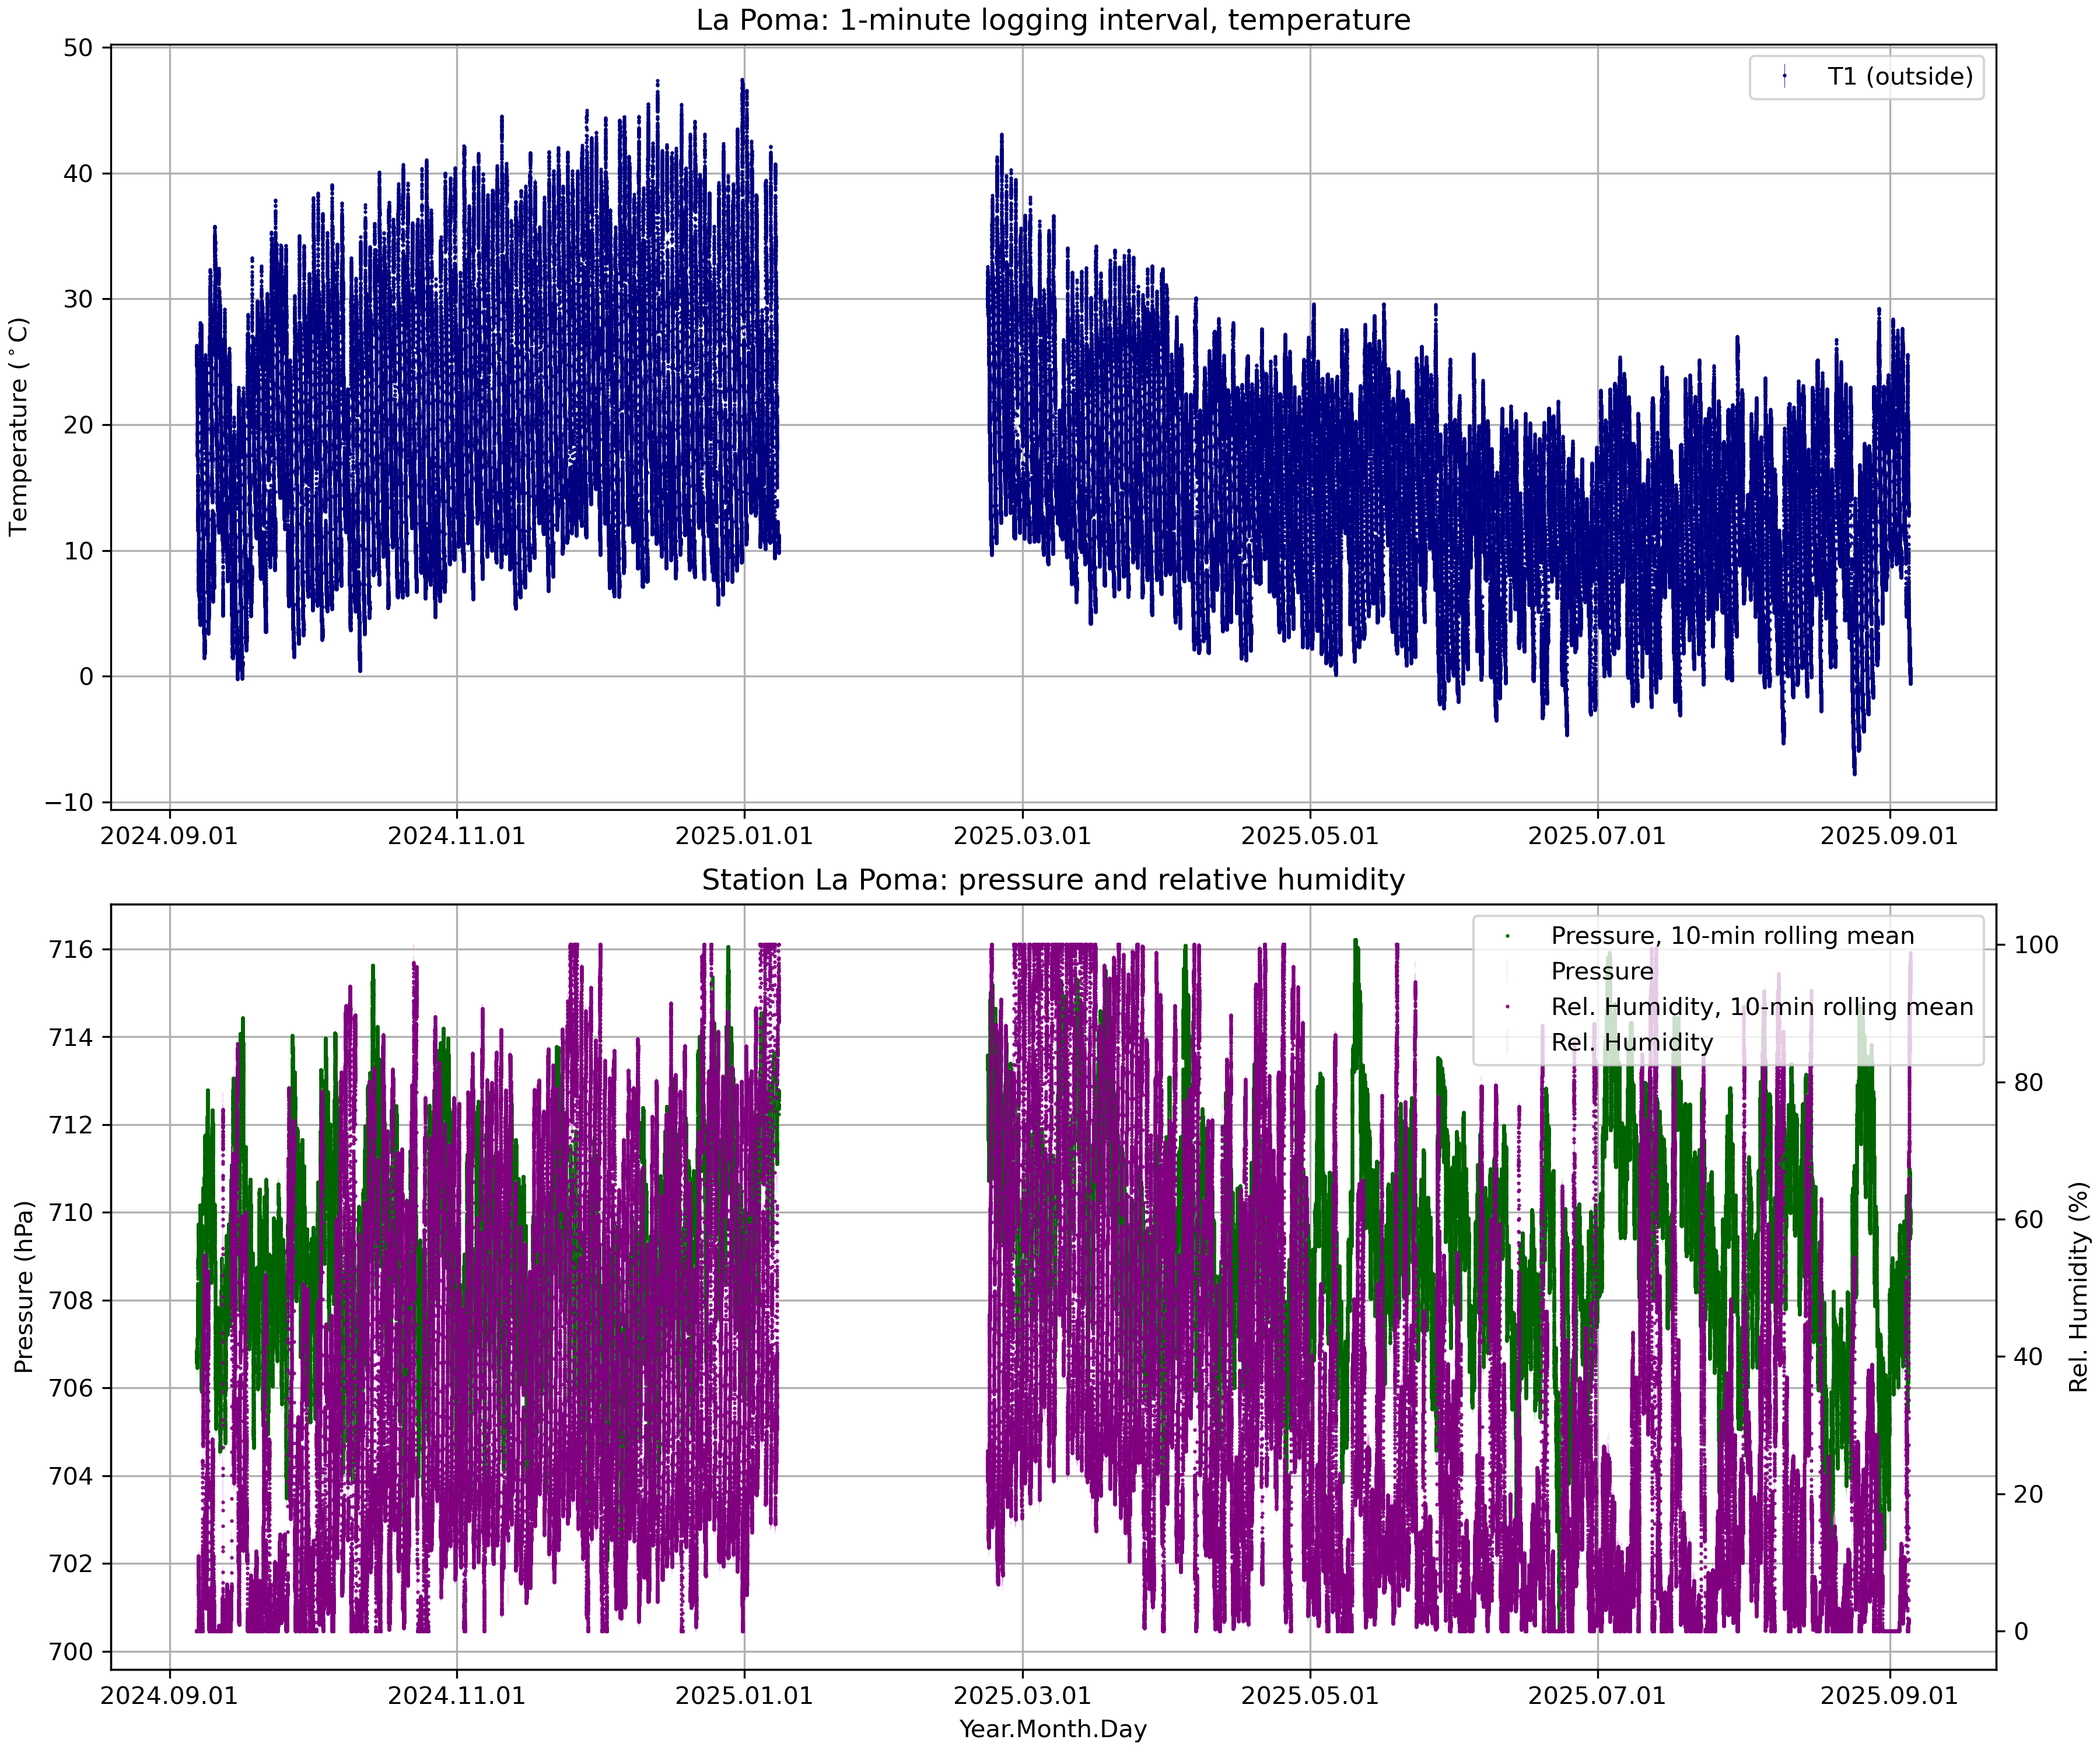 La Poma: 1-minute logging interval, temperature
50
40
30
20
10
0
−10
Temperature (°C)
T1 (outside)
2024.09.01 2024.11.01 2025.01.01 2025.03.01 2025.05.01 2025.07.01 2025.09.01
Station La Poma: pressure and relative humidity
716
714
712
710
708
706
704
702
700
Pressure (hPa)
Pressure, 10-min rolling mean
Pressure
Rel. Humidity, 10-min rolling mean
Rel. Humidity
100
80
60
40
20
0
Rel. Humidity (%)
2024.09.01 2024.11.01 2025.01.01 2025.03.01 2025.05.01 2025.07.01 2025.09.01
Year.Month.Day